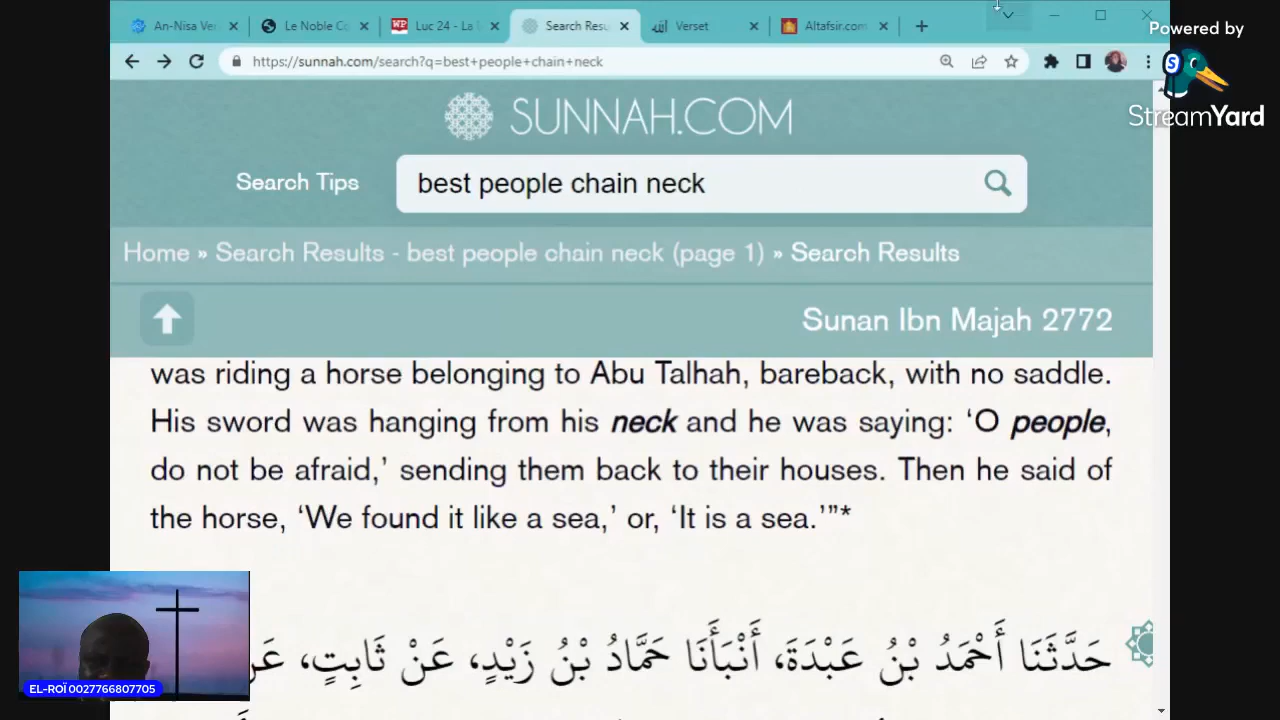 An-Nisa Ve
Le Noble Co
Luc 24 - La
Search Resu
Verset
Altafsir.com
https://sunnah.com/search?q=best+people+chain+neck
Powered by
StreamYard
SUNNAH.COM
Search Tips
best people chain neck
Home » Search Results - best people chain neck (page 1) » Search Results
Sunan Ibn Majah 2772
was riding a horse belonging to Abu Talhah, bareback, with no saddle.
His sword was hanging from his neck and he was saying: ‘O people,
do not be afraid,’ sending them back to their houses. Then he said of
the horse, ‘We found it like a sea,’ or, ‘It is a sea.’”*
حَدَّثَنَا أَحْمَدُ بْنُ عَبْدَةَ، أَنْبَأَنَا حَمَّادُ بْنُ زَيْدٍ، عَنْ ثَابِتٍ، عَنْ
EL-ROÏ 0027766807705